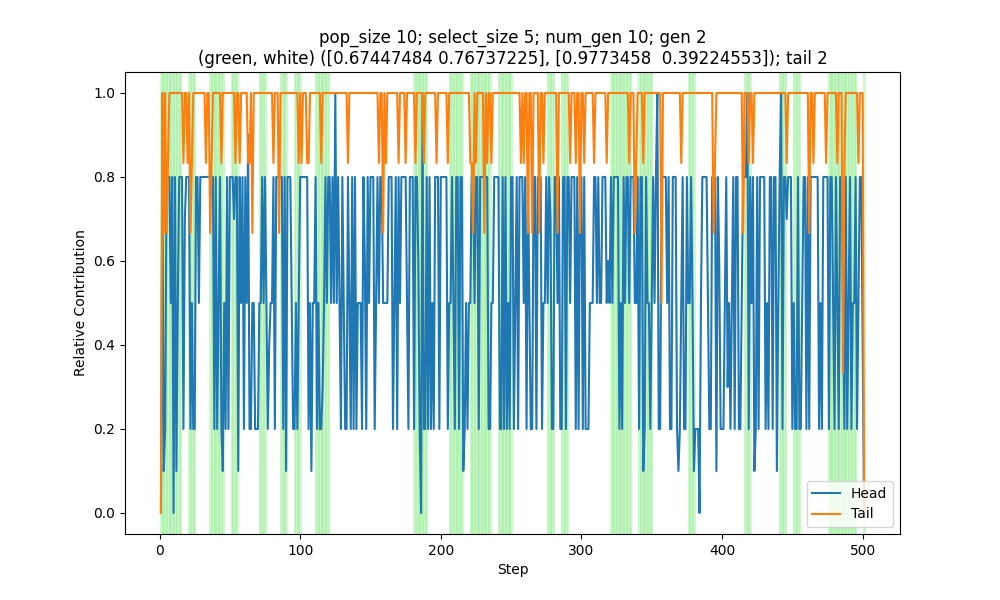 pop_size 10; select_size 5; num_gen 10; gen 2
(green, white) ([0.67447484 0.76737225], [0.9773458  0.39224553]); tail 2
1.0
0.8
0.6
0.4
0.2
0.0
Relative Contribution
0
100
200
300
400
500
Step
Head
Tail